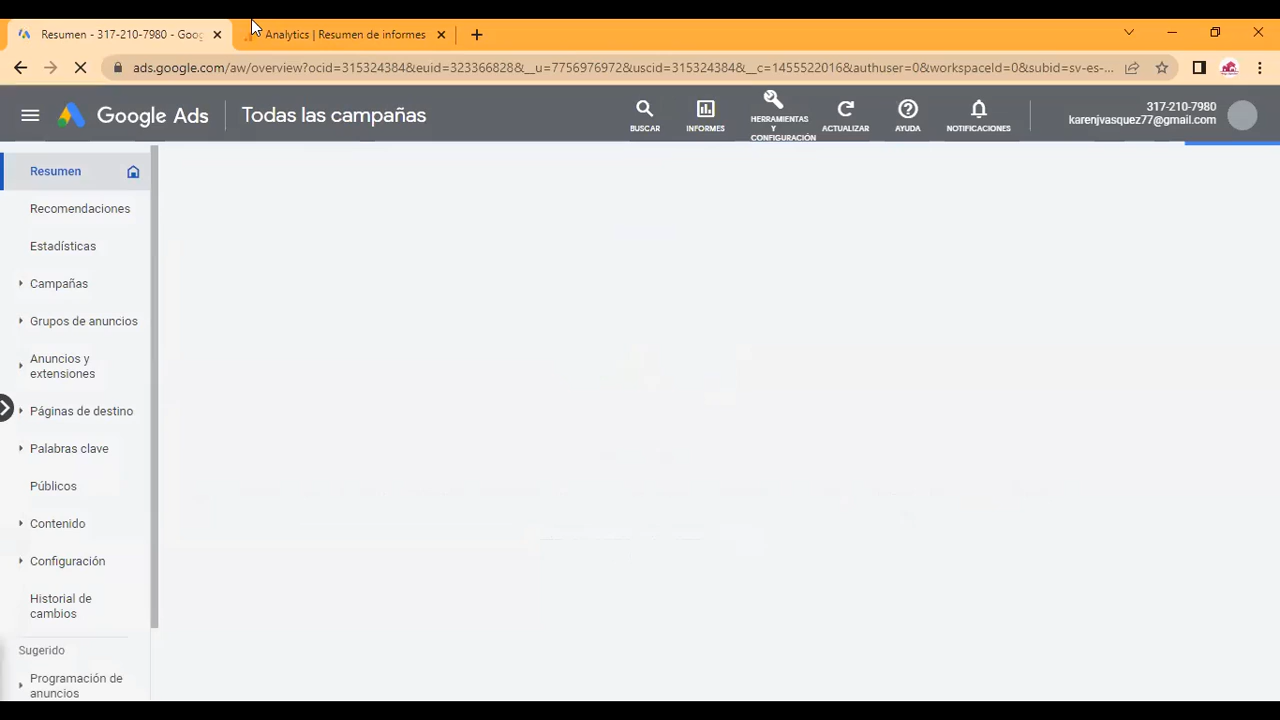 Resumen - 317-210-7980 - Goog
Analytics | Resumen de informes
ads.google.com/aw/overview?ocid=315324384&euid=323366828&__u=7756976972&uscid=315324384&__c=1455522016&authuser=0&workspaceId=0&subid=sv-es-...
Google Ads
Todas las campañas
BUSCAR
INFORMES
HERRAMIENTAS
Y
CONFIGURACIÓN
ACTUALIZAR
AYUDA
NOTIFICACIONES
317-210-7980
karenjvasquez77@gmail.com
Resumen
Recomendaciones
Estadísticas
Campañas
Grupos de anuncios
Anuncios y
extensiones
Páginas de destino
Palabras clave
Públicos
Contenido
Configuración
Historial de
cambios
Sugerido
Programación de
anuncios